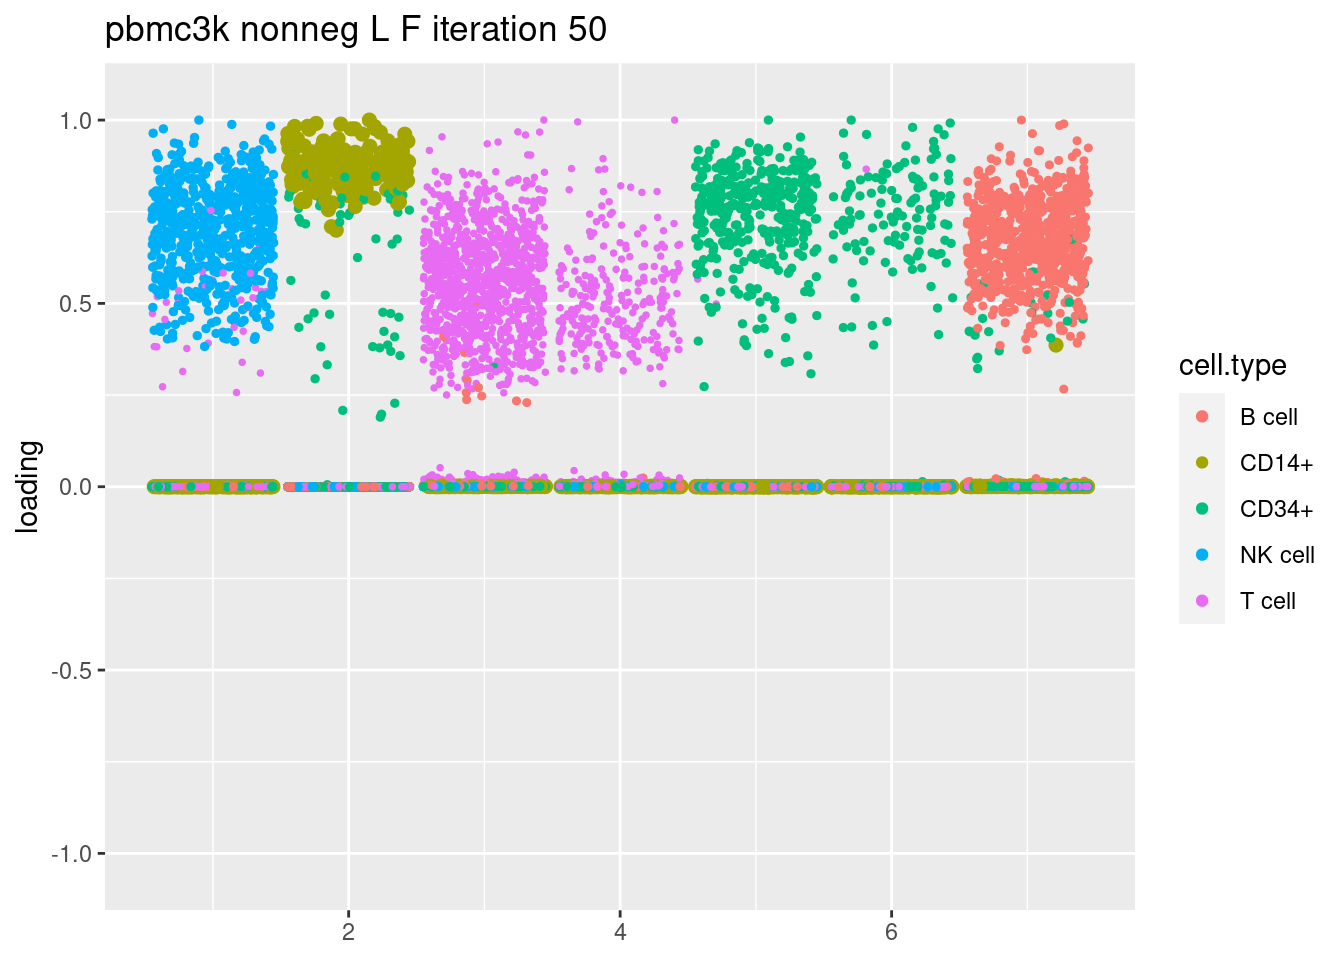 pbmc3k nonneg L F iteration 50
1.0
0.5
0.0
-0.5
-1.0
loading
2
4
6
cell.type
B cell
CD14+
CD34+
NK cell
T cell